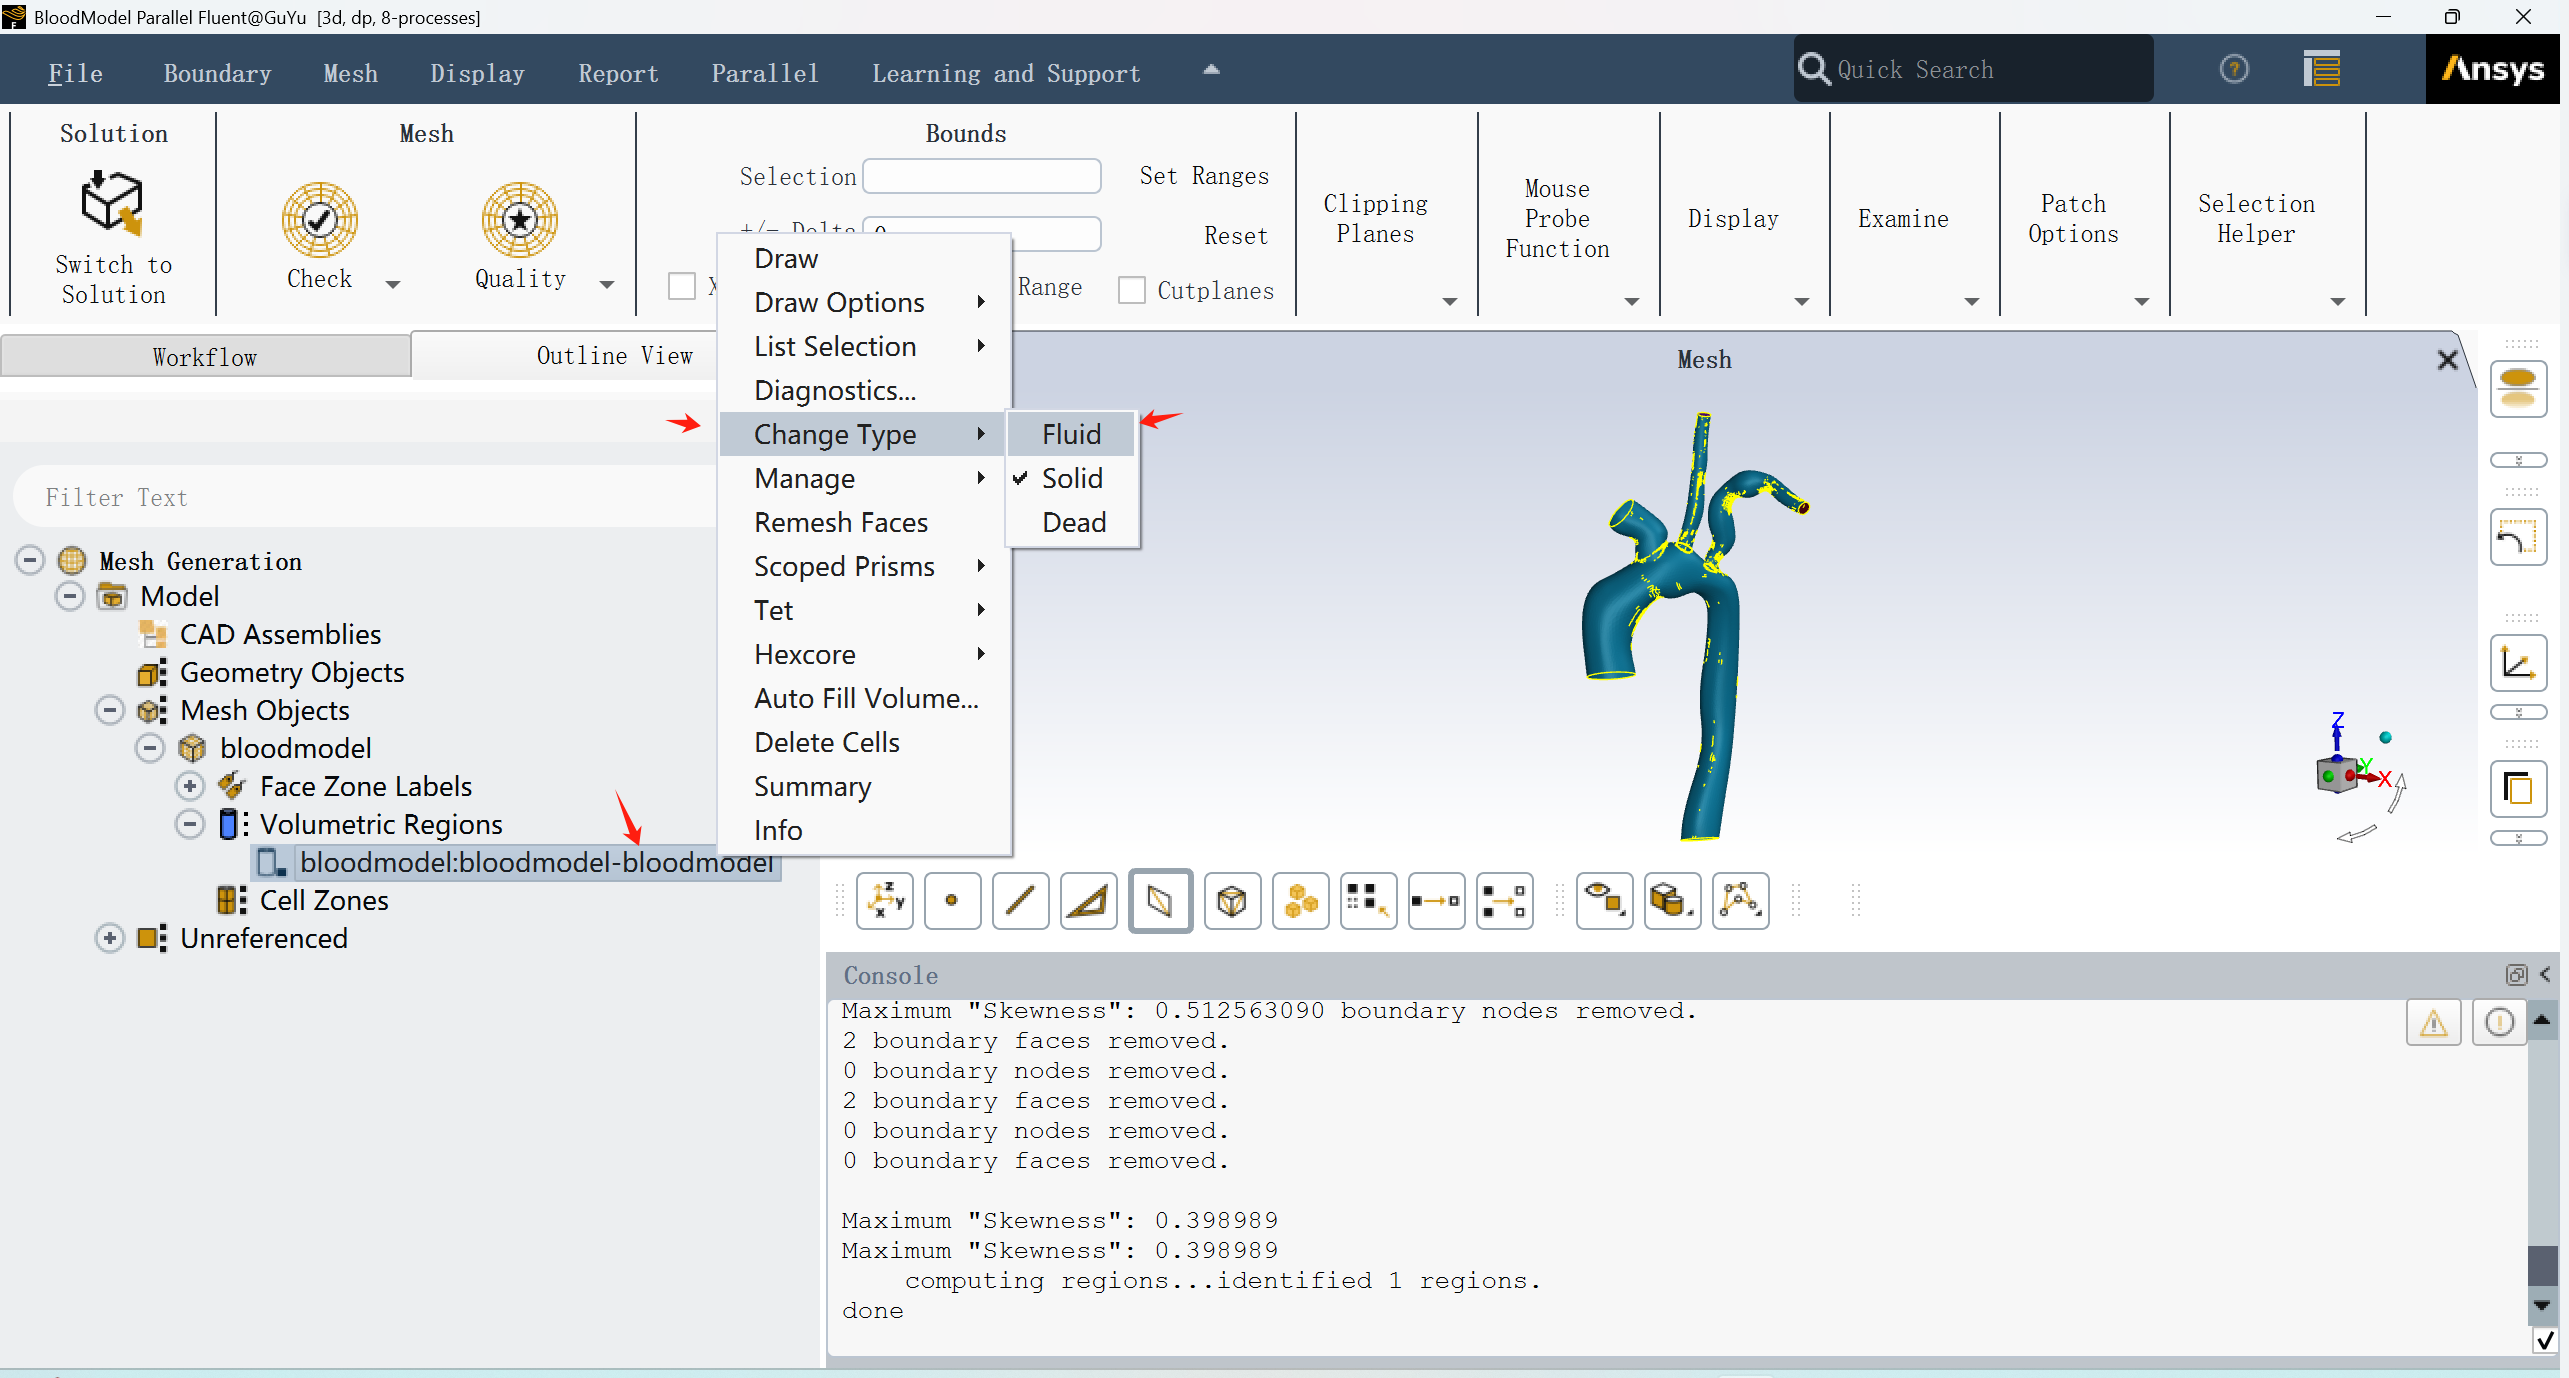 BloodModel Parallel Fluent@GuYu [3d, dp, 8-processes]
File Boundary Mesh Display Report Parallel Learning and Support
Quick Search
Ansys
Solution
Switch to
Solution
Mesh
Check
Quality
Bounds
Selection
Set Ranges
+/- Delta 0
Reset
X
Range
Cutplanes
Clipping
Planes
Mouse
Probe
Function
Display
Examine
Patch
Options
Selection
Helper
Workflow
Outline View
Filter Text
Mesh Generation
Model
CAD Assemblies
Geometry Objects
Mesh Objects
bloodmodel
Face Zone Labels
Volumetric Regions
bloodmodel:bloodmodel-bloodmodel
Cell Zones
Unreferenced
Draw
Draw Options
List Selection
Diagnostics...
Change Type
Manage
Remesh Faces
Scoped Prisms
Tet
Hexcore
Auto Fill Volume...
Delete Cells
Summary
Info
Fluid
Solid
Dead
Mesh
Z
Y
X
Console
Maximum "Skewness": 0.512563090 boundary nodes removed.
2 boundary faces removed.
0 boundary nodes removed.
2 boundary faces removed.
0 boundary nodes removed.
0 boundary faces removed.
Maximum "Skewness": 0.398989
Maximum "Skewness": 0.398989
computing regions...identified 1 regions.
done